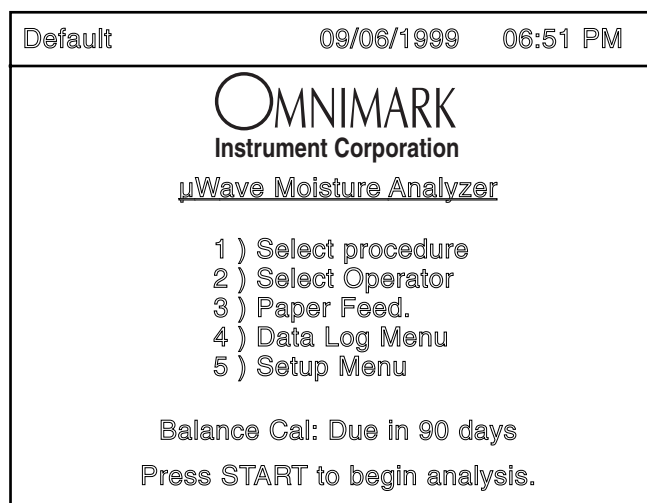 Default 09/06/1999 06:51 PM
OMNIMARK
Instrument Corporation
µWave Moisture Analyzer
1 ) Select procedure
2 ) Select Operator
3 ) Paper Feed.
4 ) Data Log Menu
5 ) Setup Menu
Balance Cal: Due in 90 days
Press START to begin analysis.